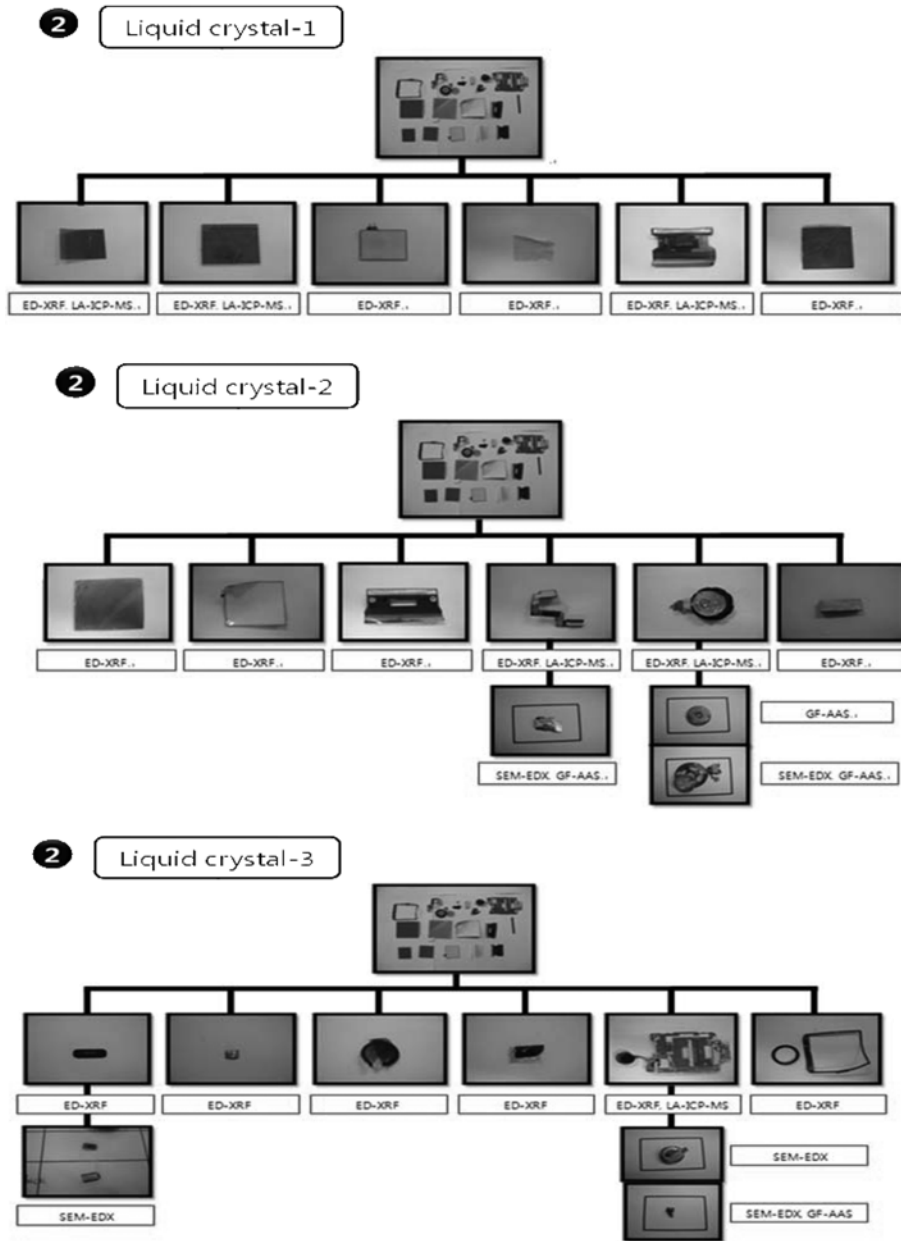 2 Liquid crystal-1
ED-XRF, LA-ICP-MS ED-XRF, LA-ICP-MS ED-XRF ED-XRF ED-XRF, LA-ICP-MS ED-XRF
2 Liquid crystal-2
ED-XRF ED-XRF ED-XRF ED-XRF, LA-ICP-MS ED-XRF, LA-ICP-MS ED-XRF
GF-AAS
SEM-EDX, GF-AAS SEM-EDX, GF-AAS
2 Liquid crystal-3
ED-XRF ED-XRF ED-XRF ED-XRF ED-XRF, LA-ICP-MS ED-XRF
SEM-EDX
SEM-EDX SEM-EDX, GF-AAS